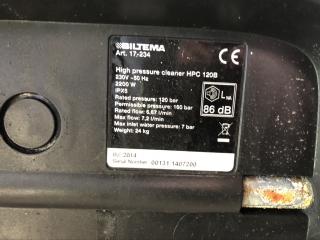 BILTEMA
Art. 17-234
High pressure cleaner HPC 120B
230V ~50 Hz
2200 W
IPX5
Rated pressure: 120 bar
Permissible pressure: 160 bar
Rated flow: 6,67 l/min
Max flow: 7,2 l/min
Max inlet water pressure: 7 bar
Weight: 24 kg
CE
LWA
86 dB
2014
Serial Number: 00131 1407200